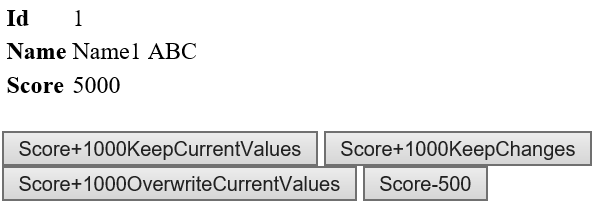 Id 1
Name Name1 ABC
Score 5000
Score+1000KeepCurrentValues Score+1000KeepChanges
Score+1000OverwriteCurrentValues Score-500